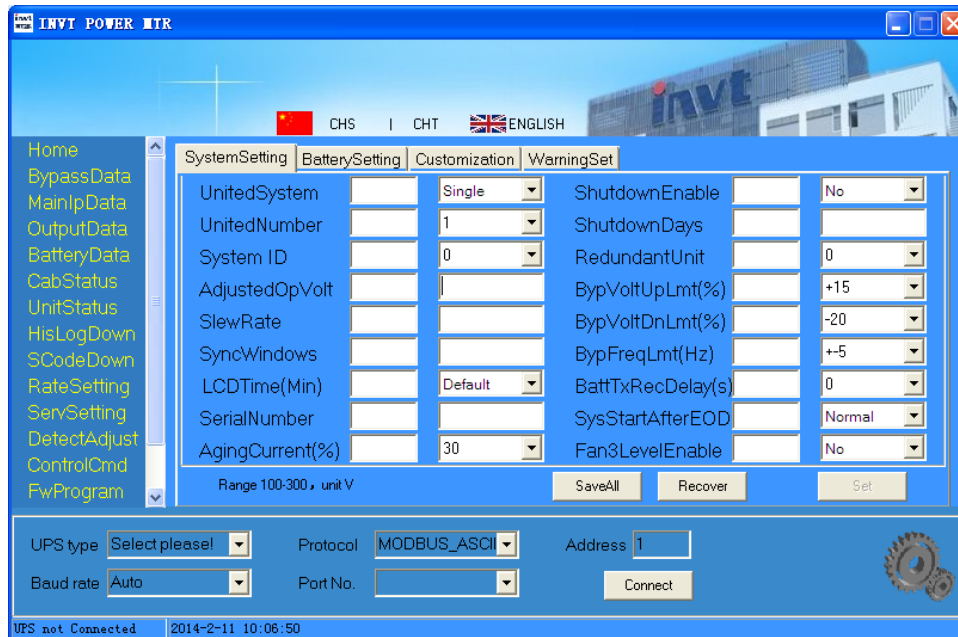 invt INVT POWER MTR
invt
CHS | CHT ENGLISH
Home
BypassData
MainIpData
OutputData
BatteryData
CabStatus
UnitStatus
HisLogDown
SCodeDown
RateSetting
ServSetting
DetectAdjust
ControlCmd
FwProgram
SystemSetting BatterySetting Customization WarningSet
UnitedSystem Single ShutdownEnable No
UnitedNumber 1 ShutdownDays
System ID 0 RedundantUnit 0
AdjustedOpVolt BypVoltUpLmt(%) +15
SlewRate BypVoltDnLmt(%) -20
SyncWindows BypFreqLmt(Hz) +-5
LCDTime(Min) Default BattTxRecDelay(s) 0
SerialNumber SysStartAfterEOD Normal
AgingCurrent(%) 30 Fan3LevelEnable No
Range 100-300，unit V SaveAll Recover Set
UPS type Select please! Protocol MODBUS_ASCII Address 1
Baud rate Auto Port No. Connect
UPS not Connected 2014-2-11 10:06:50